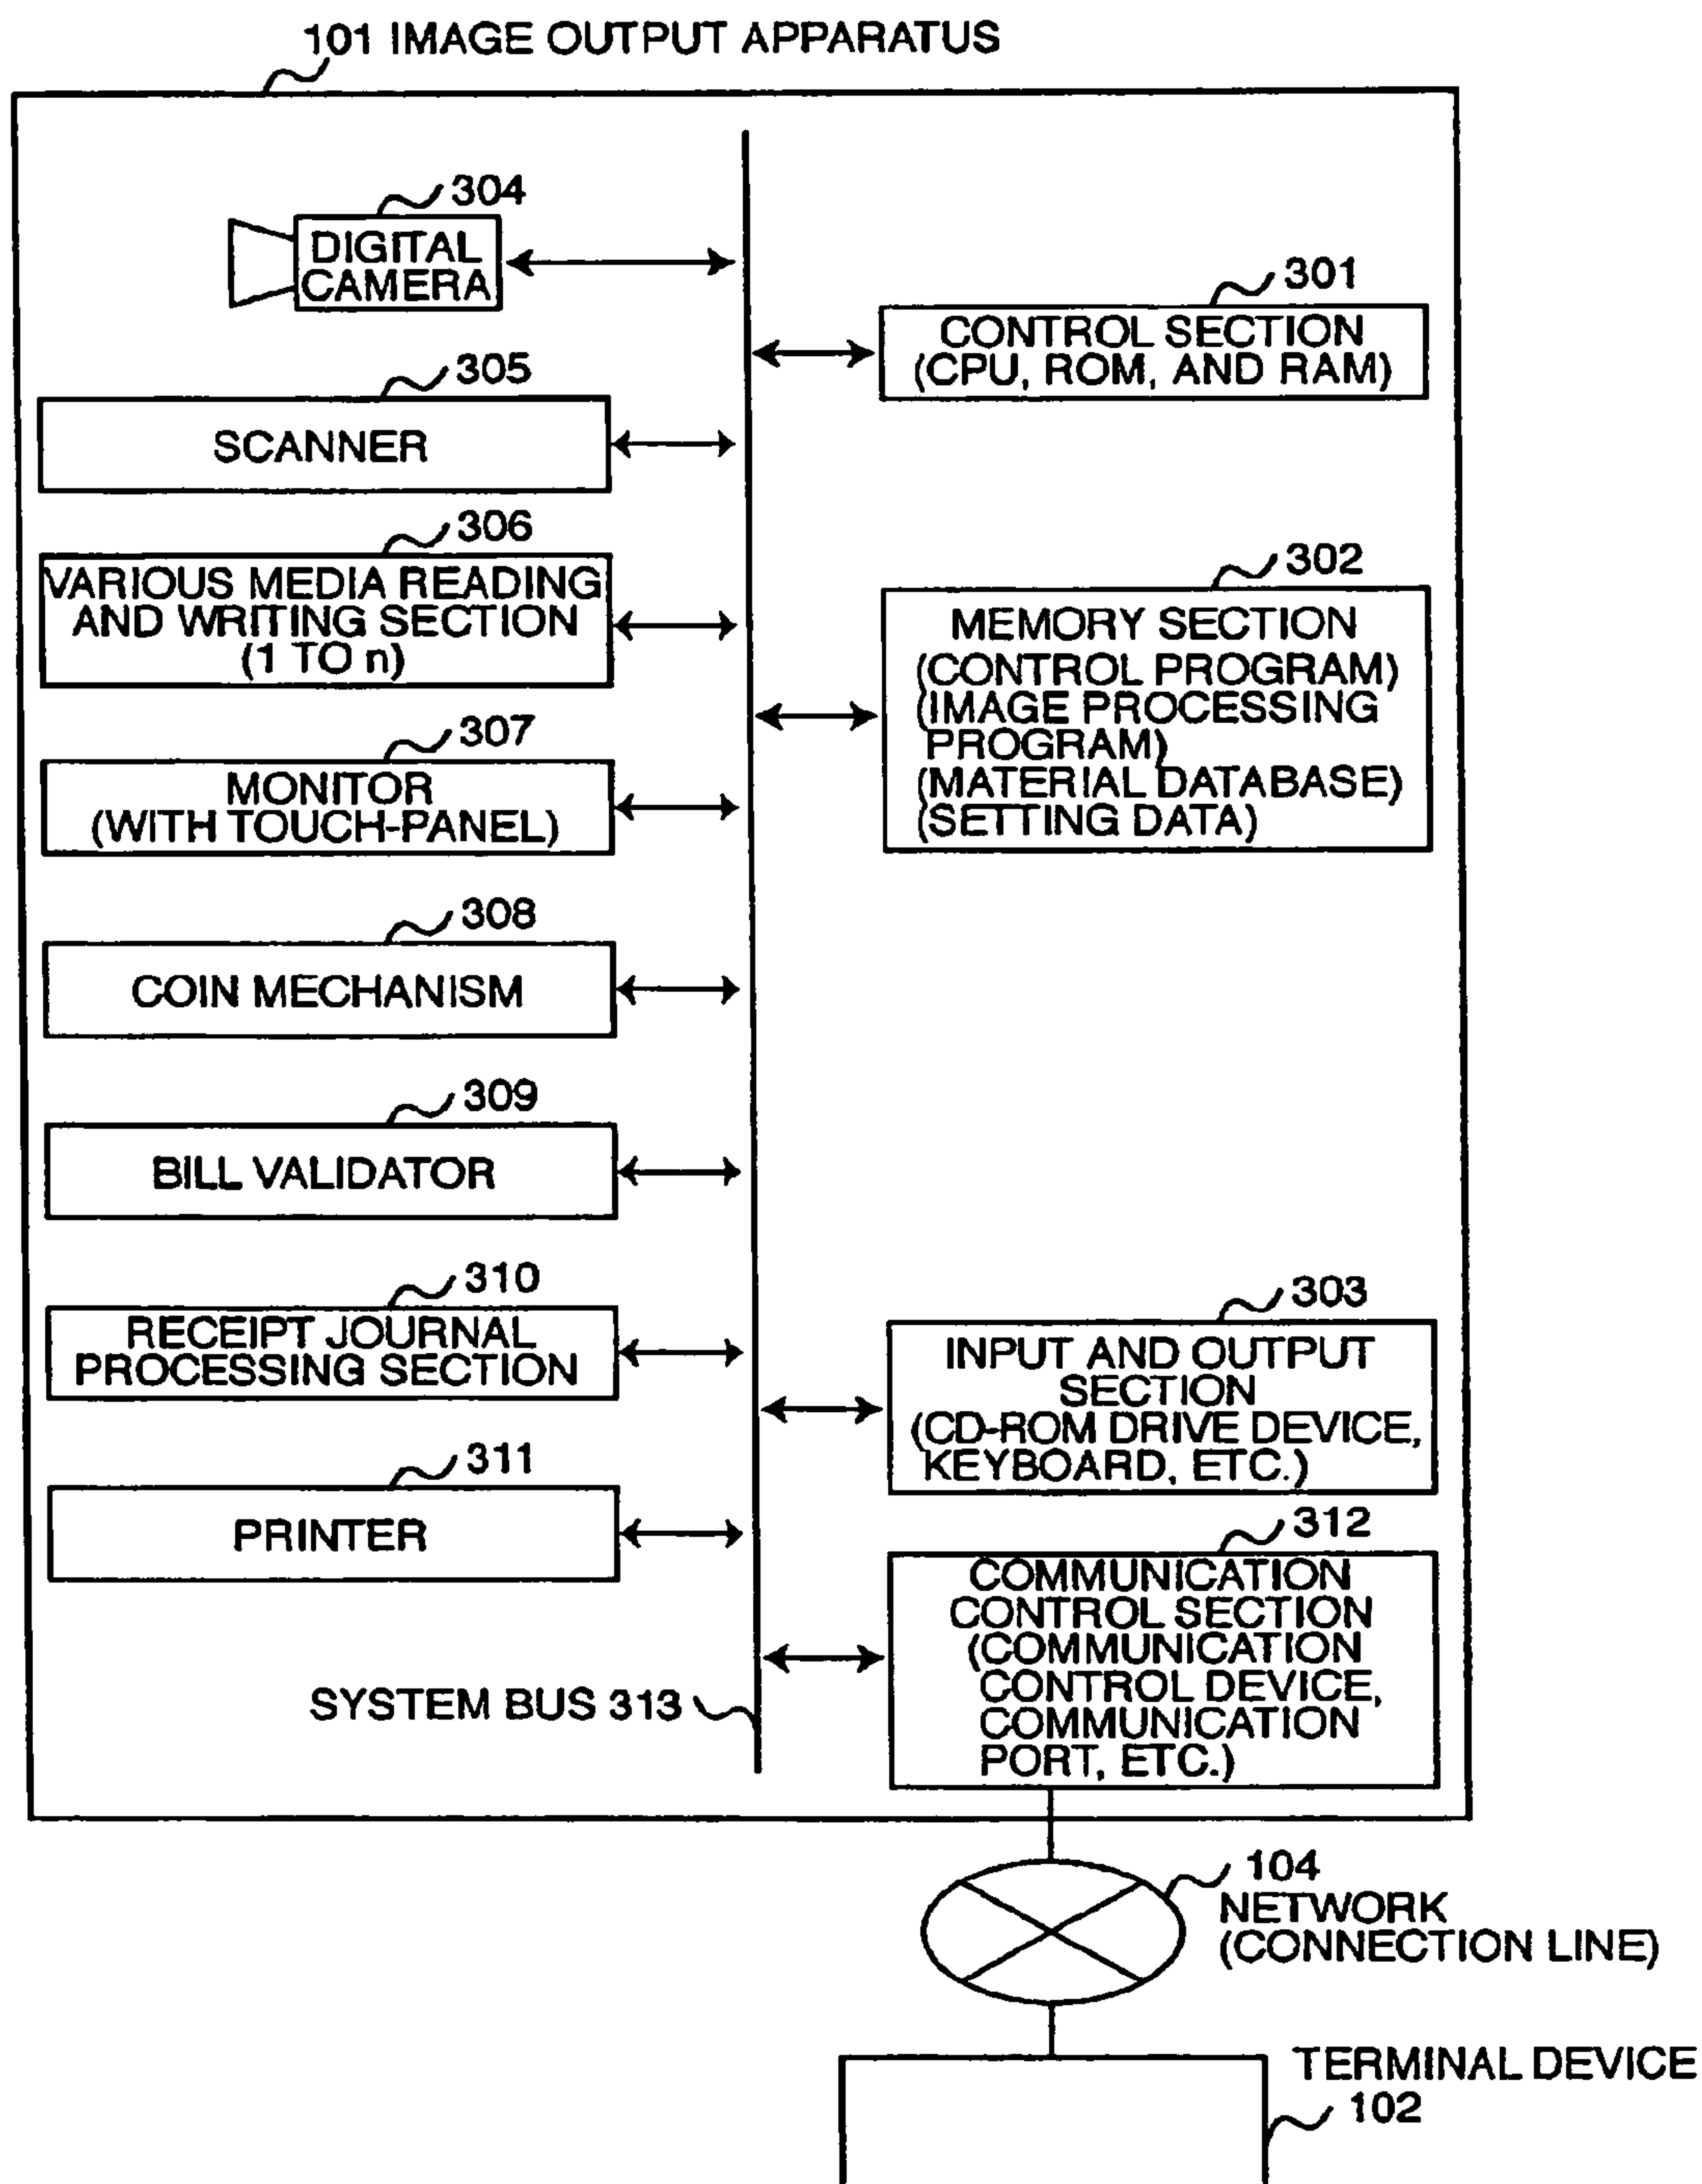 101 IMAGE OUTPUT APPARATUS
304
DIGITAL
CAMERA
301
CONTROL SECTION
(CPU, ROM, AND RAM)
305
SCANNER
306
VARIOUS MEDIA READING
AND WRITING SECTION
(1 TO n)
302
MEMORY SECTION
(CONTROL PROGRAM)
(IMAGE PROCESSING
PROGRAM)
(MATERIAL DATABASE)
(SETTING DATA)
307
MONITOR
(WITH TOUCH-PANEL)
308
COIN MECHANISM
309
BILL VALIDATOR
310
RECEIPT JOURNAL
PROCESSING SECTION
303
INPUT AND OUTPUT
SECTION
(CD-ROM DRIVE DEVICE,
KEYBOARD, ETC.)
311
PRINTER
312
COMMUNICATION
CONTROL SECTION
(COMMUNICATION
CONTROL DEVICE,
COMMUNICATION
PORT, ETC.)
SYSTEM BUS 313
104
NETWORK
(CONNECTION LINE)
TERMINAL DEVICE
102